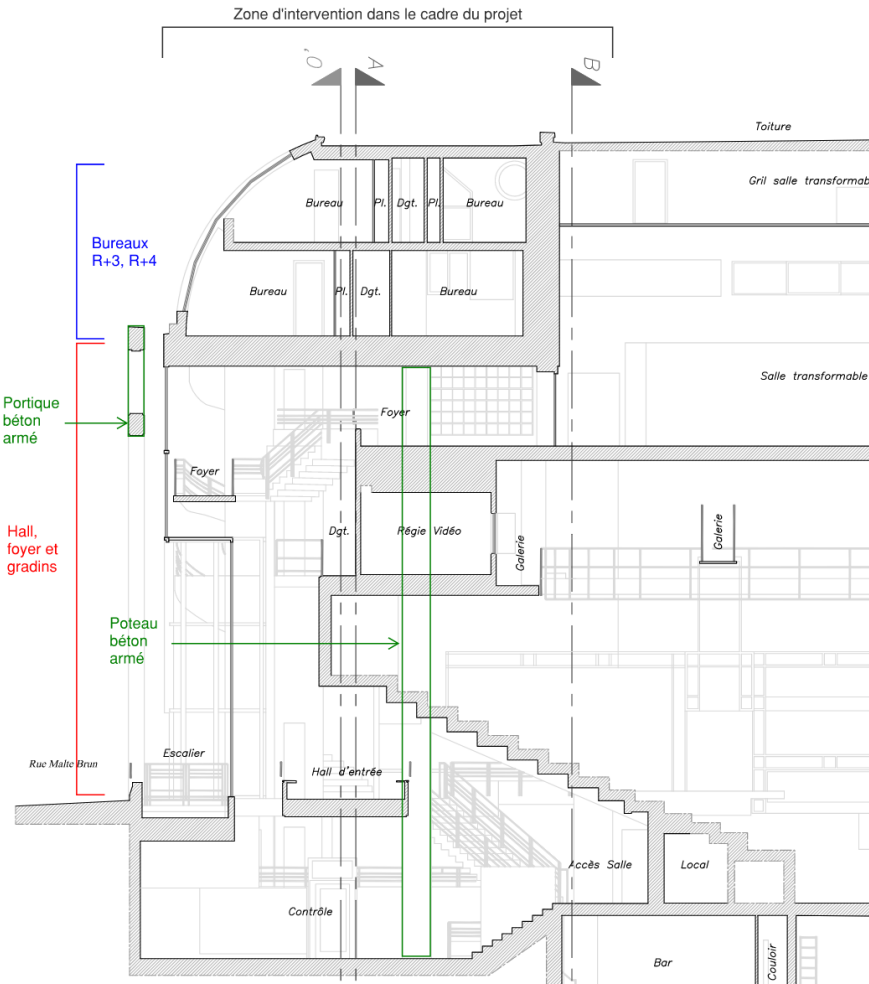 Zone d'intervention dans le cadre du projet
O'
A
B
Toiture
Gril salle transformab
Bureau
Pl.
Dgt.
Pl.
Bureau
Bureaux
R+3, R+4
Bureau
Pl.
Dgt.
Bureau
Salle transformable
Portique
béton
armé
Foyer
Foyer
Hall,
foyer et
gradins
Dgt.
Régie Vidéo
Galerie
Galerie
Poteau
béton
armé
Rue Malte Brun
Escalier
Hall d'entrée
Accès Salle
Local
Contrôle
Bar
Couloir